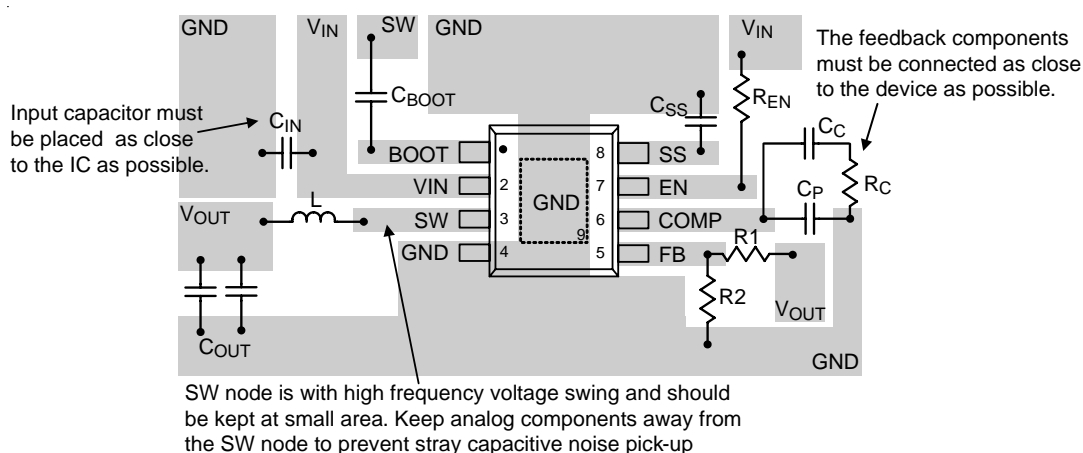 GND
VIN
SW
GND
VIN
The feedback components
must be connected as close
to the device as possible.
Input capacitor must
be placed as close
to the IC as possible.
CIN
CBOOT
CSS
REN
CC
RC
CP
BOOT
8
SS
VIN
2
7
EN
GND
VOUT
L
SW
3
6
COMP
9
GND
4
5
FB
R1
R2
VOUT
COUT
GND
SW node is with high frequency voltage swing and should
be kept at small area. Keep analog components away from
the SW node to prevent stray capacitive noise pick-up